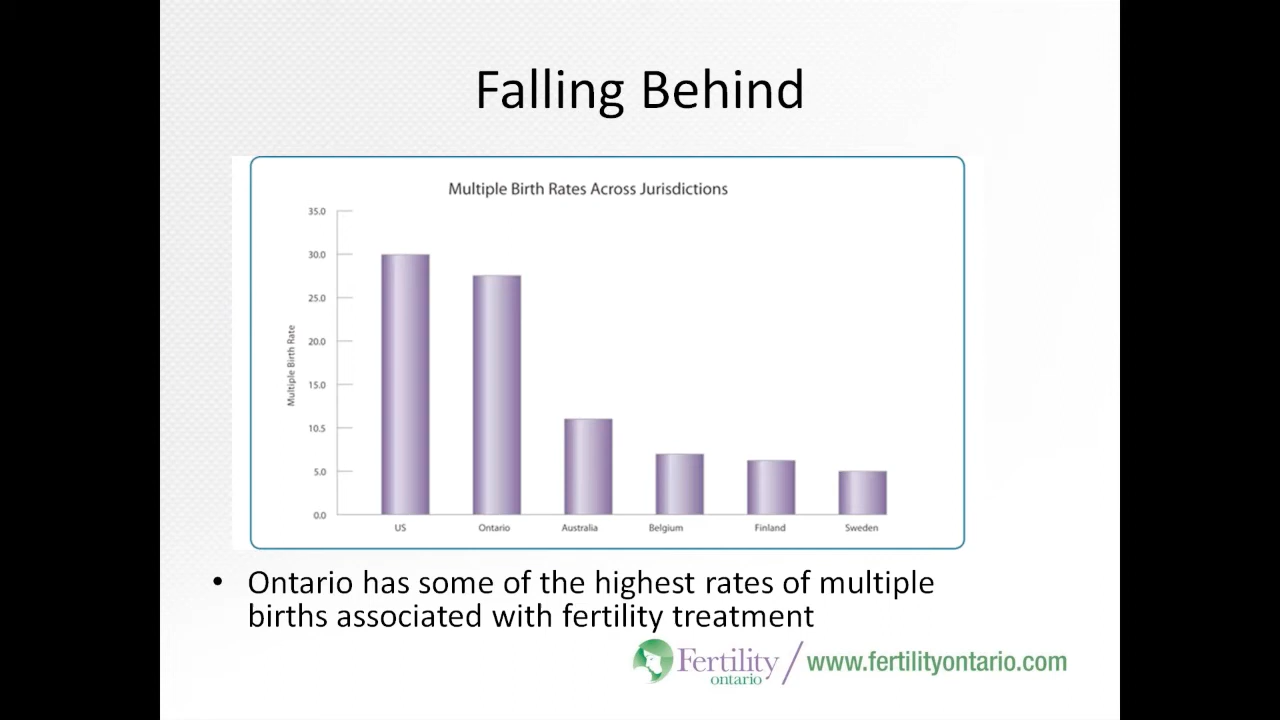 Falling Behind
Multiple Birth Rates Across Jurisdictions
35.0
30.0
25.0
20.0
15.0
10.5
5.0
0.0
Multiple Birth Rate
US Ontario Australia Belgium Finland Sweden
• Ontario has some of the highest rates of multiple
births associated with fertility treatment
Fertility
ontario
www.fertilityontario.com